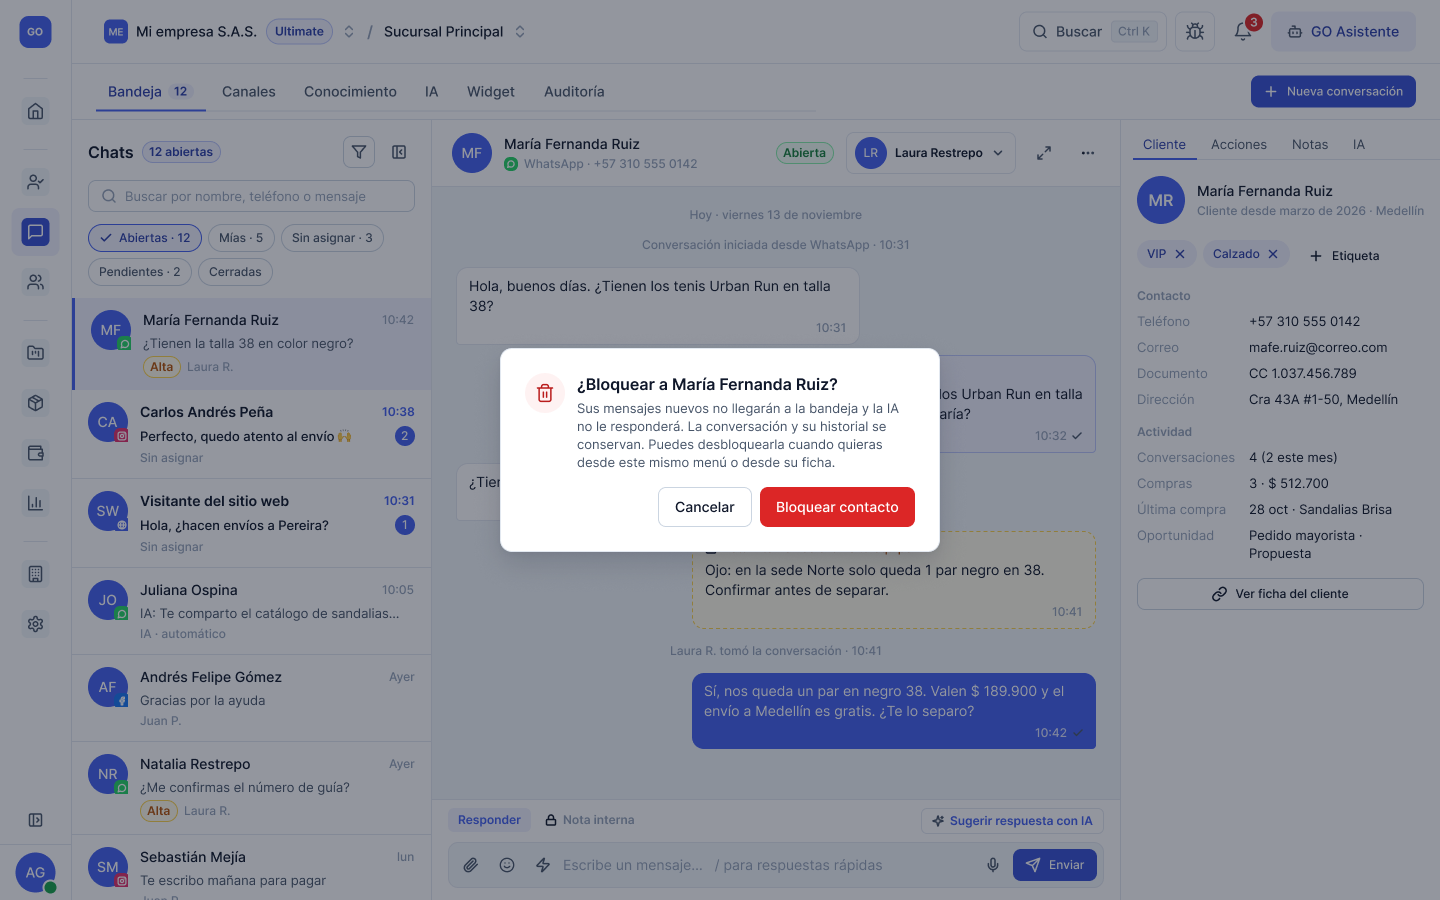 GO
ME Mi empresa S.A.S. Ultimate / Sucursal Principal
Buscar Ctrl K
3
GO Asistente
Bandeja 12 Canales Conocimiento IA Widget Auditoría
Nueva conversación
Chats 12 abiertas
Buscar por nombre, teléfono o mensaje
Abiertas · 12 Mías · 5 Sin asignar · 3
Pendientes · 2 Cerradas
MF María Fernanda Ruiz 10:42
¿Tienen la talla 38 en color negro?
Alta Laura R.
CA Carlos Andrés Peña 10:38
Perfecto, quedo atento al envío 🙌 2
Sin asignar
SW Visitante del sitio web 10:31
Hola, ¿hacen envíos a Pereira? 1
Sin asignar
JO Juliana Ospina 10:05
IA: Te comparto el catálogo de sandalias...
IA · automático
AF Andrés Felipe Gómez Ayer
Gracias por la ayuda
Juan P.
NR Natalia Restrepo Ayer
¿Me confirmas el número de guía?
Alta Laura R.
SM Sebastián Mejía lun
Te escribo mañana para pagar
AG
MF María Fernanda Ruiz
WhatsApp · +57 310 555 0142
Abierta
LR Laura Restrepo
Hoy · viernes 13 de noviembre
Conversación iniciada desde WhatsApp · 10:31
Hola, buenos días. ¿Tienen los tenis Urban Run en talla
38?
10:31
los Urban Run en talla
10:32
¿Bloquear a María Fernanda Ruiz?
Sus mensajes nuevos no llegarán a la bandeja y la IA
no le responderá. La conversación y su historial se
conservan. Puedes desbloquearla cuando quieras
desde este mismo menú o desde su ficha.
Cancelar Bloquear contacto
Ojo: en la sede Norte solo queda 1 par negro en 38.
Confirmar antes de separar.
10:41
Laura R. tomó la conversación · 10:41
Sí, nos queda un par en negro 38. Valen $ 189.900 y el
envío a Medellín es gratis. ¿Te lo separo?
10:42
Responder Nota interna
Sugerir respuesta con IA
Escribe un mensaje... / para respuestas rápidas
Enviar
Cliente Acciones Notas IA
MR María Fernanda Ruiz
Cliente desde marzo de 2026 · Medellín
VIP Calzado Etiqueta
Contacto
Teléfono +57 310 555 0142
Correo mafe.ruiz@correo.com
Documento CC 1.037.456.789
Dirección Cra 43A #1-50, Medellín
Actividad
Conversaciones 4 (2 este mes)
Compras 3 · $ 512.700
Última compra 28 oct · Sandalias Brisa
Oportunidad Pedido mayorista ·
Propuesta
Ver ficha del cliente